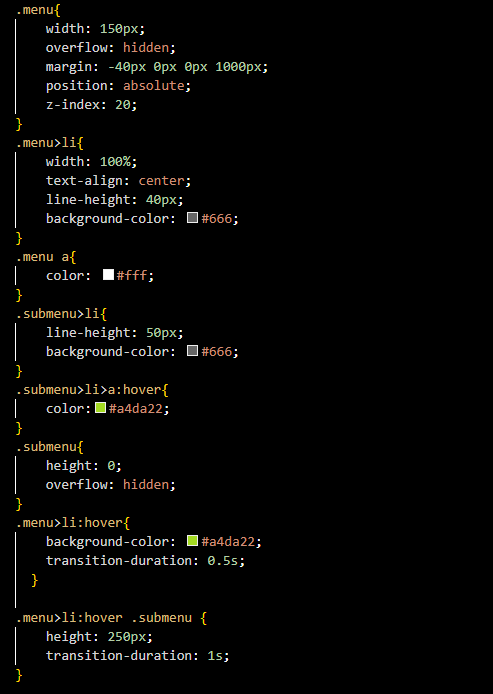 .menu{
    width: 150px;
    overflow: hidden;
    margin: -40px 0px 0px 1000px;
    position: absolute;
    z-index: 20;
}
.menu>li{
    width: 100%;
    text-align: center;
    line-height: 40px;
    background-color: #666;
}
.menu a{
    color: #fff;
}
.submenu>li{
    line-height: 50px;
    background-color: #666;
}
.submenu>li>a:hover{
    color:#a4da22;
}
.submenu{
    height: 0;
    overflow: hidden;
}
.menu>li:hover{
    background-color: #a4da22;
    transition-duration: 0.5s;
  }

.menu>li:hover .submenu {
    height: 250px;
    transition-duration: 1s;
}